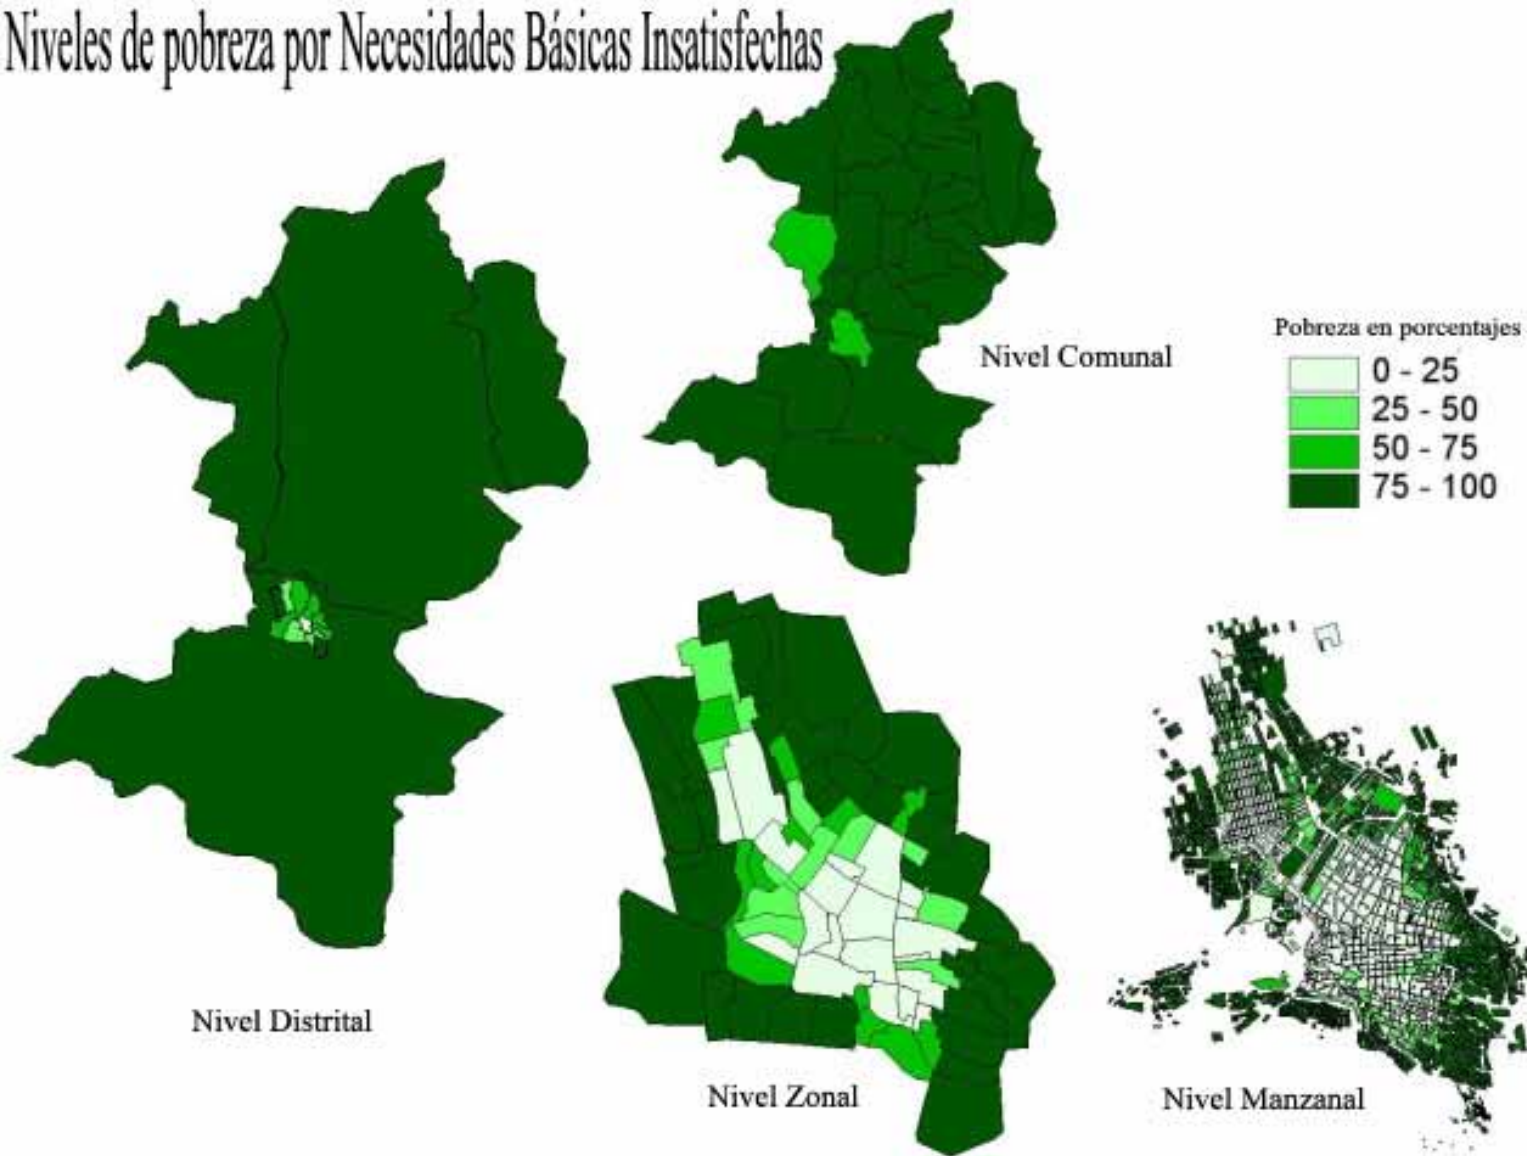 Niveles de pobreza por Necesidades Básicas Insatisfechas
Nivel Comunal
Pobreza en porcentajes
0 - 25
25 - 50
50 - 75
75 - 100
Nivel Distrital
Nivel Zonal
Nivel Manzanal